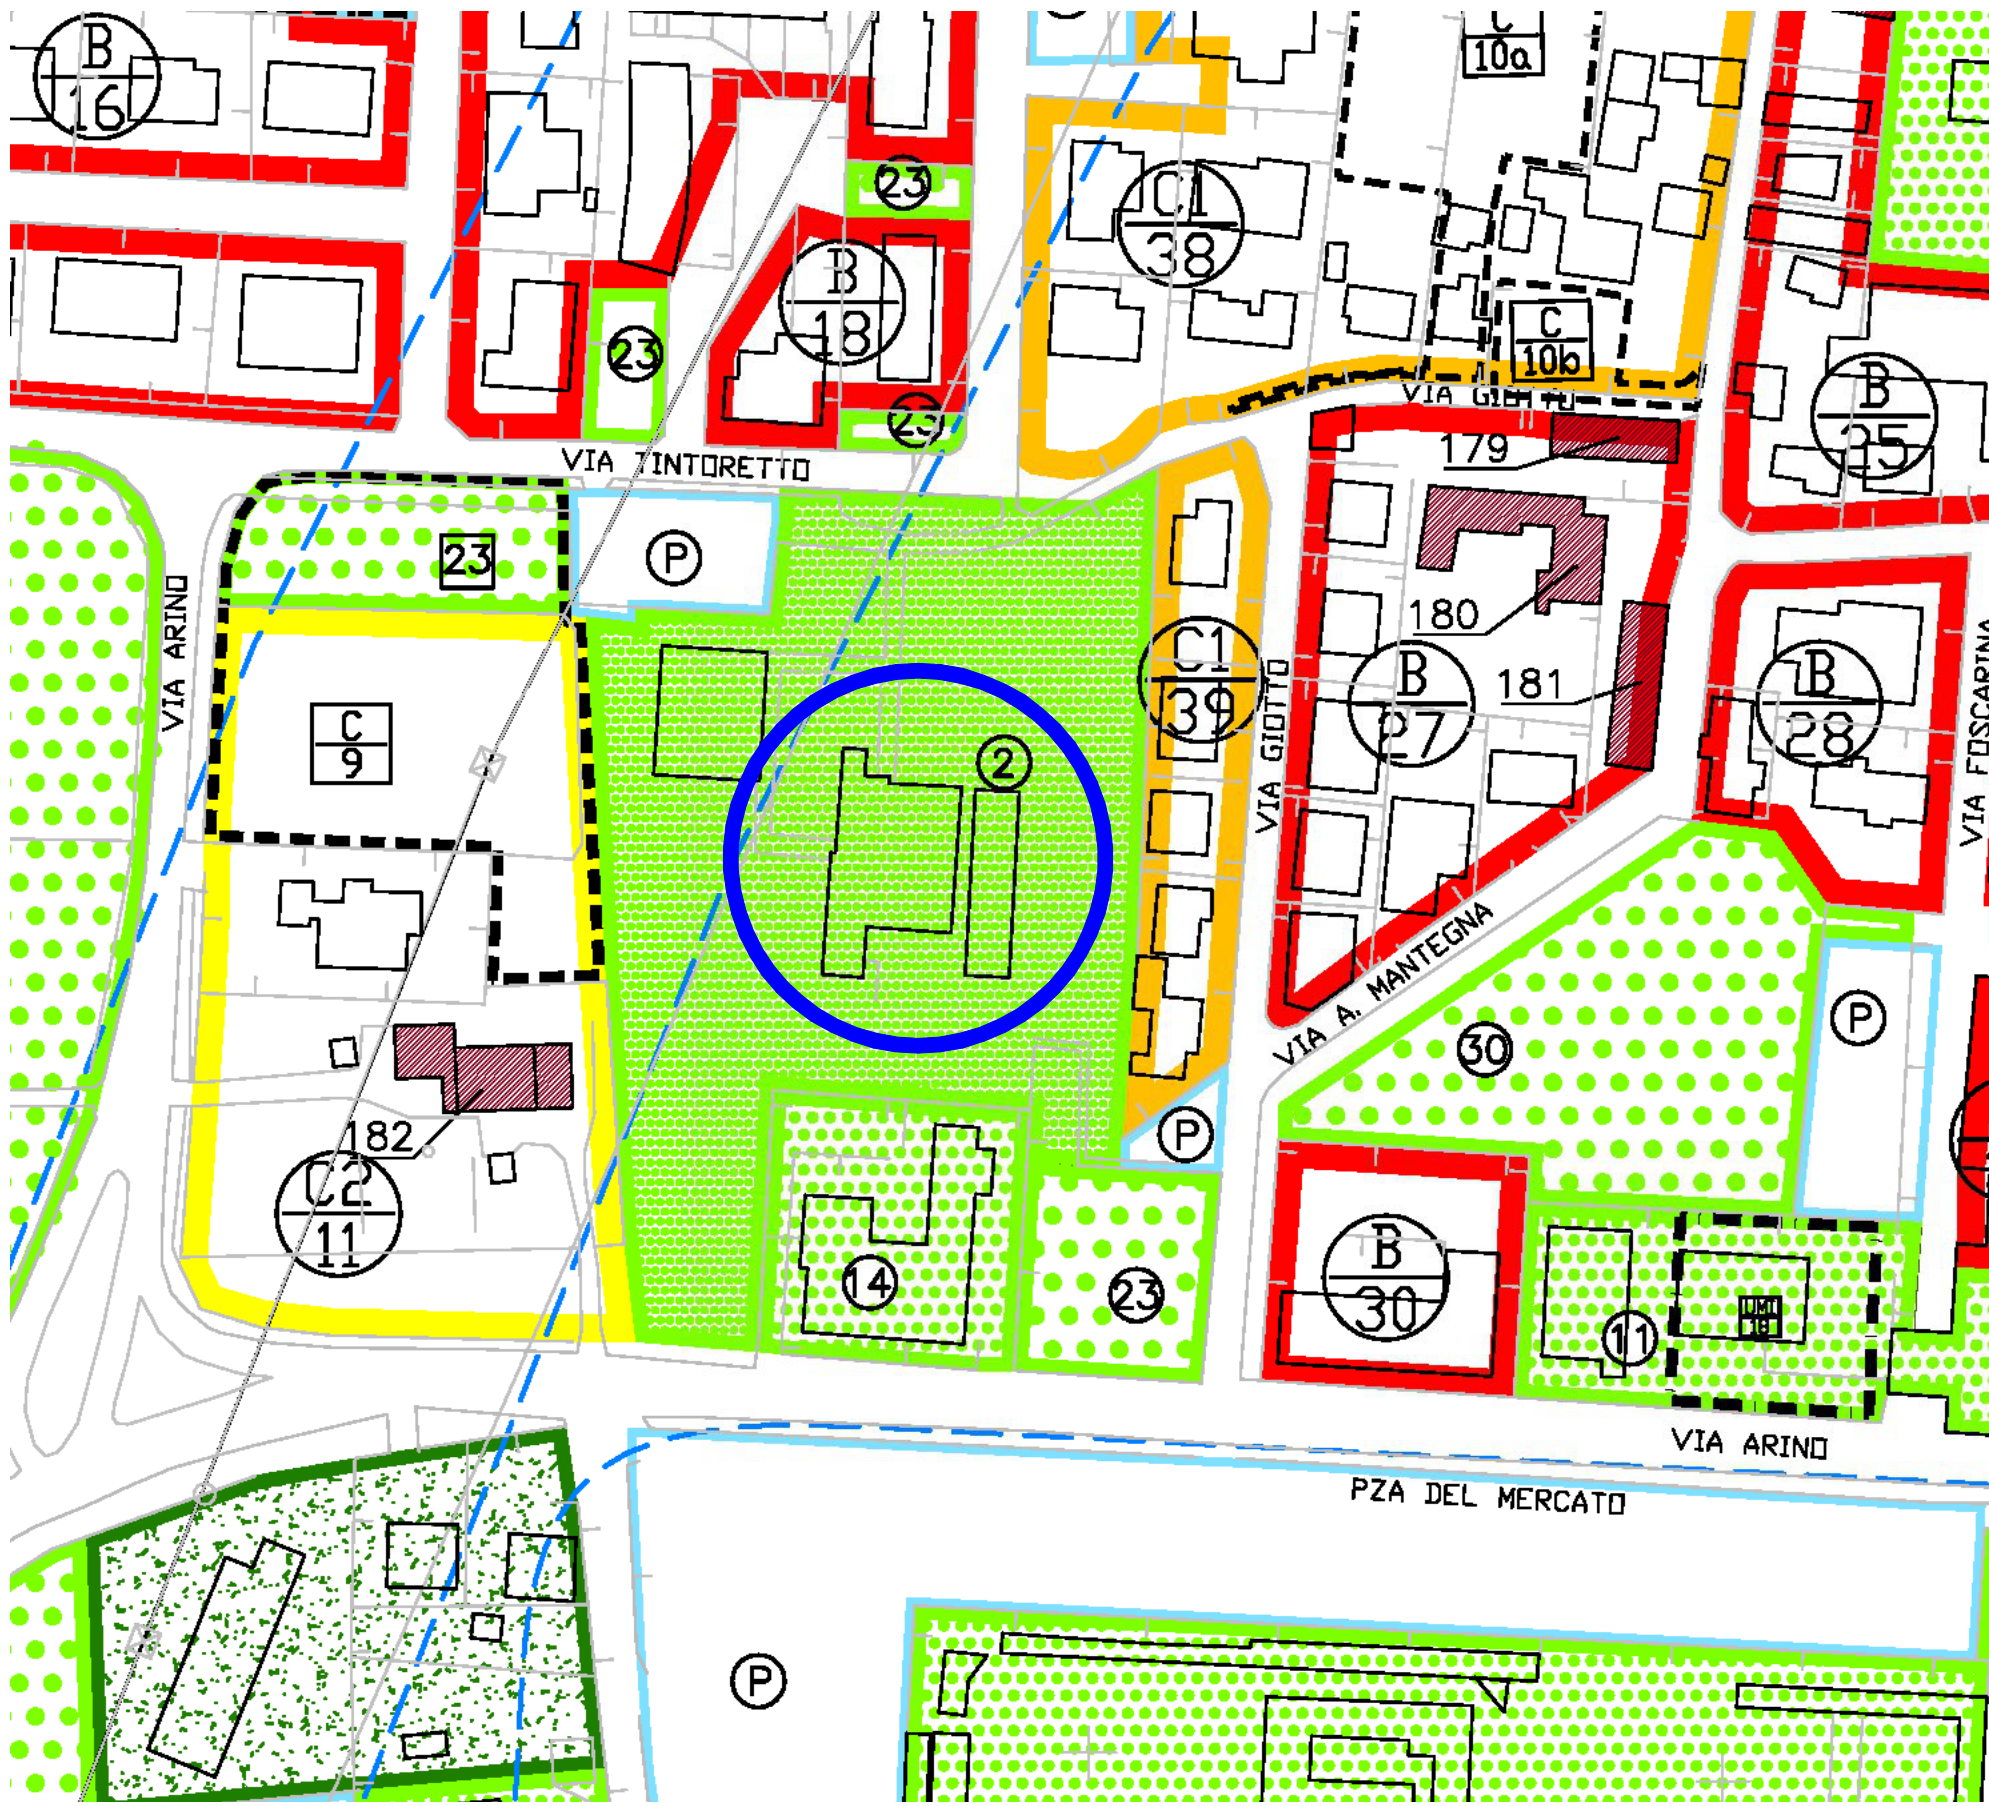 B
16
C
10a
23
C1
38
B
18
23
C
10b
23
B
25
VIA GIOTTO
179
VIA TINTORETTO
23
P
180
VIA ARINO
C1
39
B
27
181
B
28
VIA FOSCARINA
C
9
2
VIA GIOTTO
VIA A. MANTEGNA
30
P
182
P
C2
11
14
23
B
30
11
VIA ARINO
PZA DEL MERCATO
P